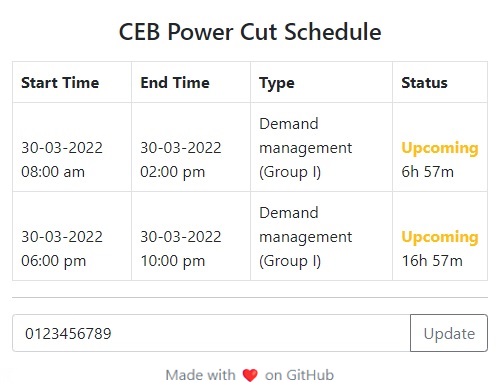 CEB Power Cut Schedule
Start Time End Time Type Status
Demand
30-03-2022 30-03-2022 management Upcoming
08:00 am 02:00 pm (Group I) 6h 57m
Demand
30-03-2022 30-03-2022 management Upcoming
06:00 pm 10:00 pm (Group I) 16h 57m
0123456789 Update
Made with ❤️ on GitHub